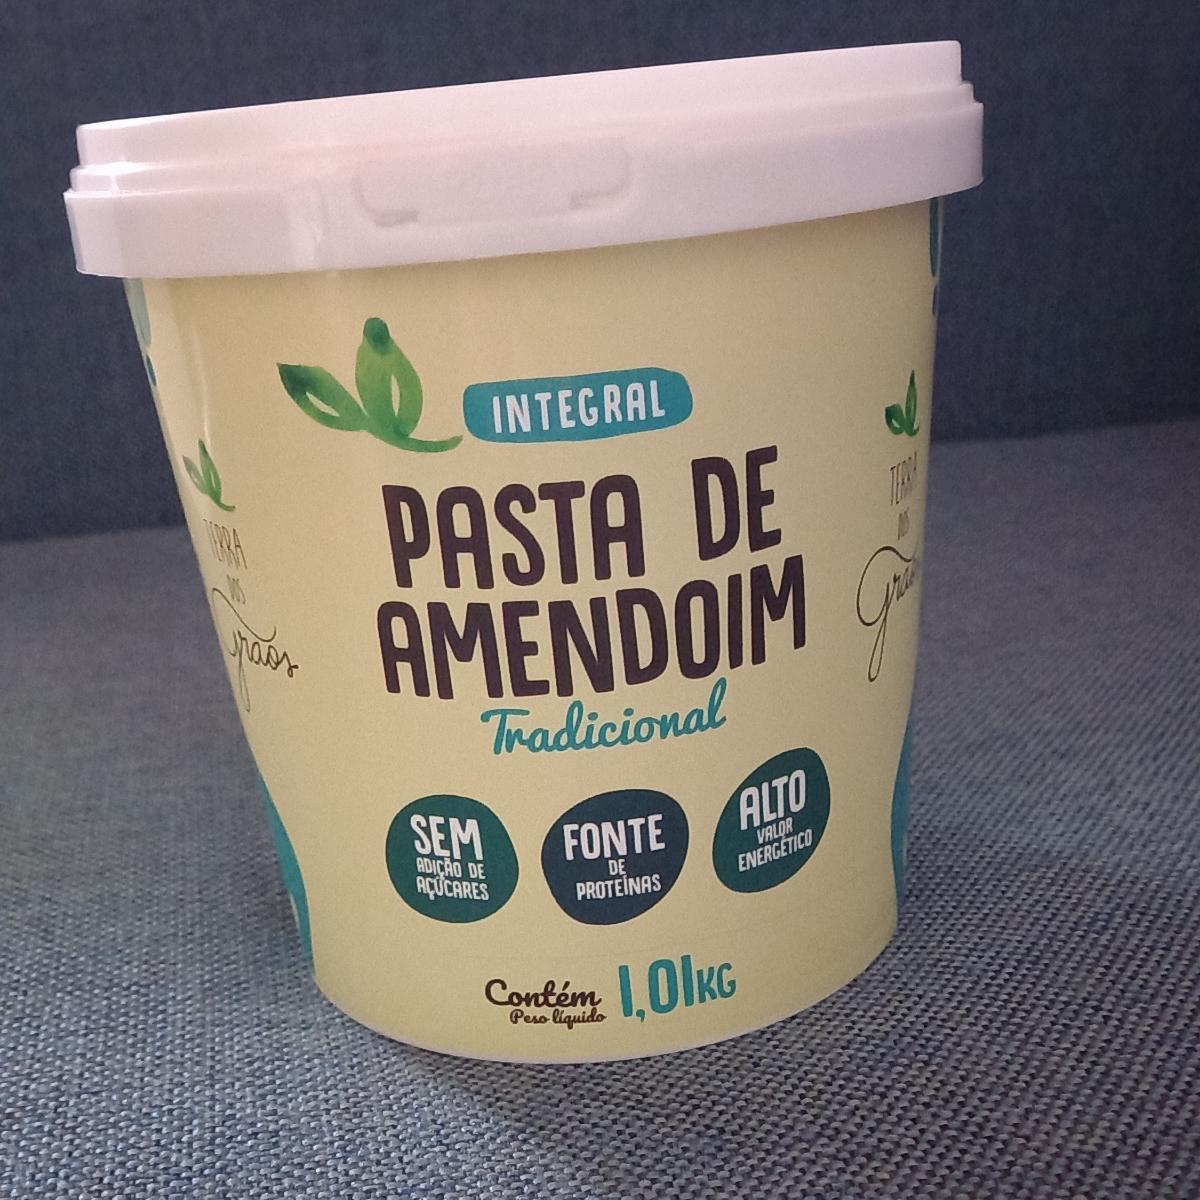 INTEGRAL
PASTA DE
AMENDOIM
Tradicional
SEM
ADIÇÃO DE
AÇÚCARES
FONTE
DE
PROTEÍNAS
ALTO
VALOR
ENERGÉTICO
Contém
Peso líquido
1,01KG
TERRA
DOS
Grãos
TERRA
DOS